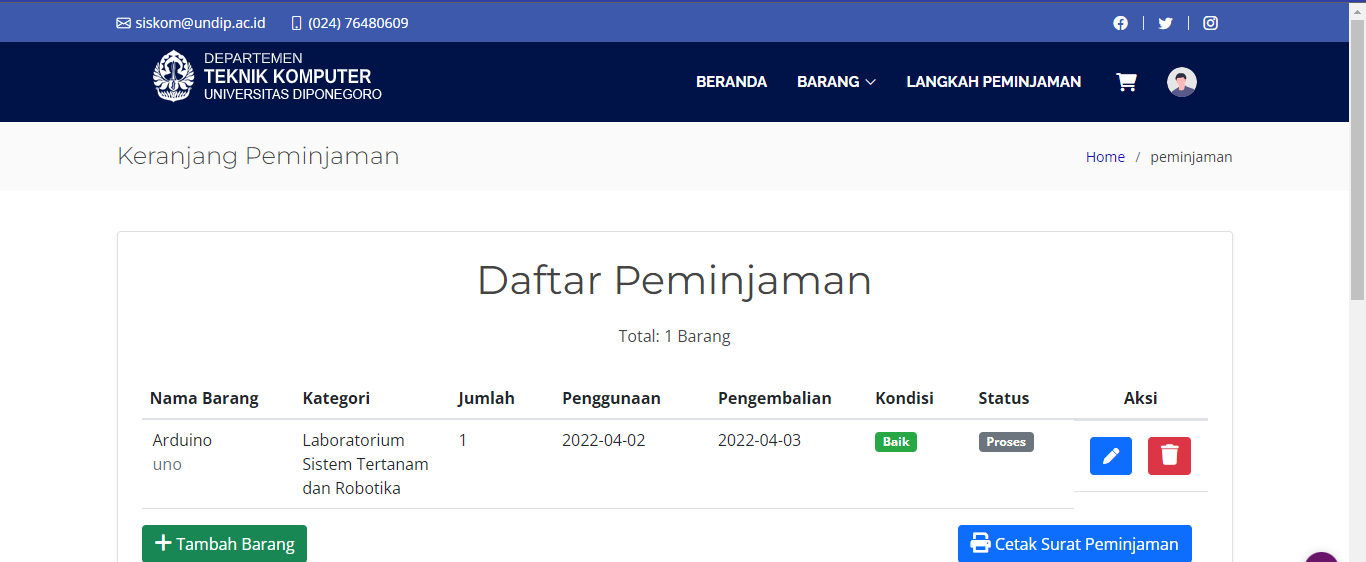 siskom@undip.ac.id (024) 76480609
DEPARTEMEN
TEKNIK KOMPUTER
UNIVERSITAS DIPONEGORO
BERANDA BARANG LANGKAH PEMINJAMAN
Keranjang Peminjaman
Home / peminjaman
Daftar Peminjaman
Total: 1 Barang
Nama Barang Kategori Jumlah Penggunaan Pengembalian Kondisi Status Aksi
Arduino Laboratorium 1 2022-04-02 2022-04-03 Baik Proses
uno Sistem Tertanam
dan Robotika
Tambah Barang Cetak Surat Peminjaman